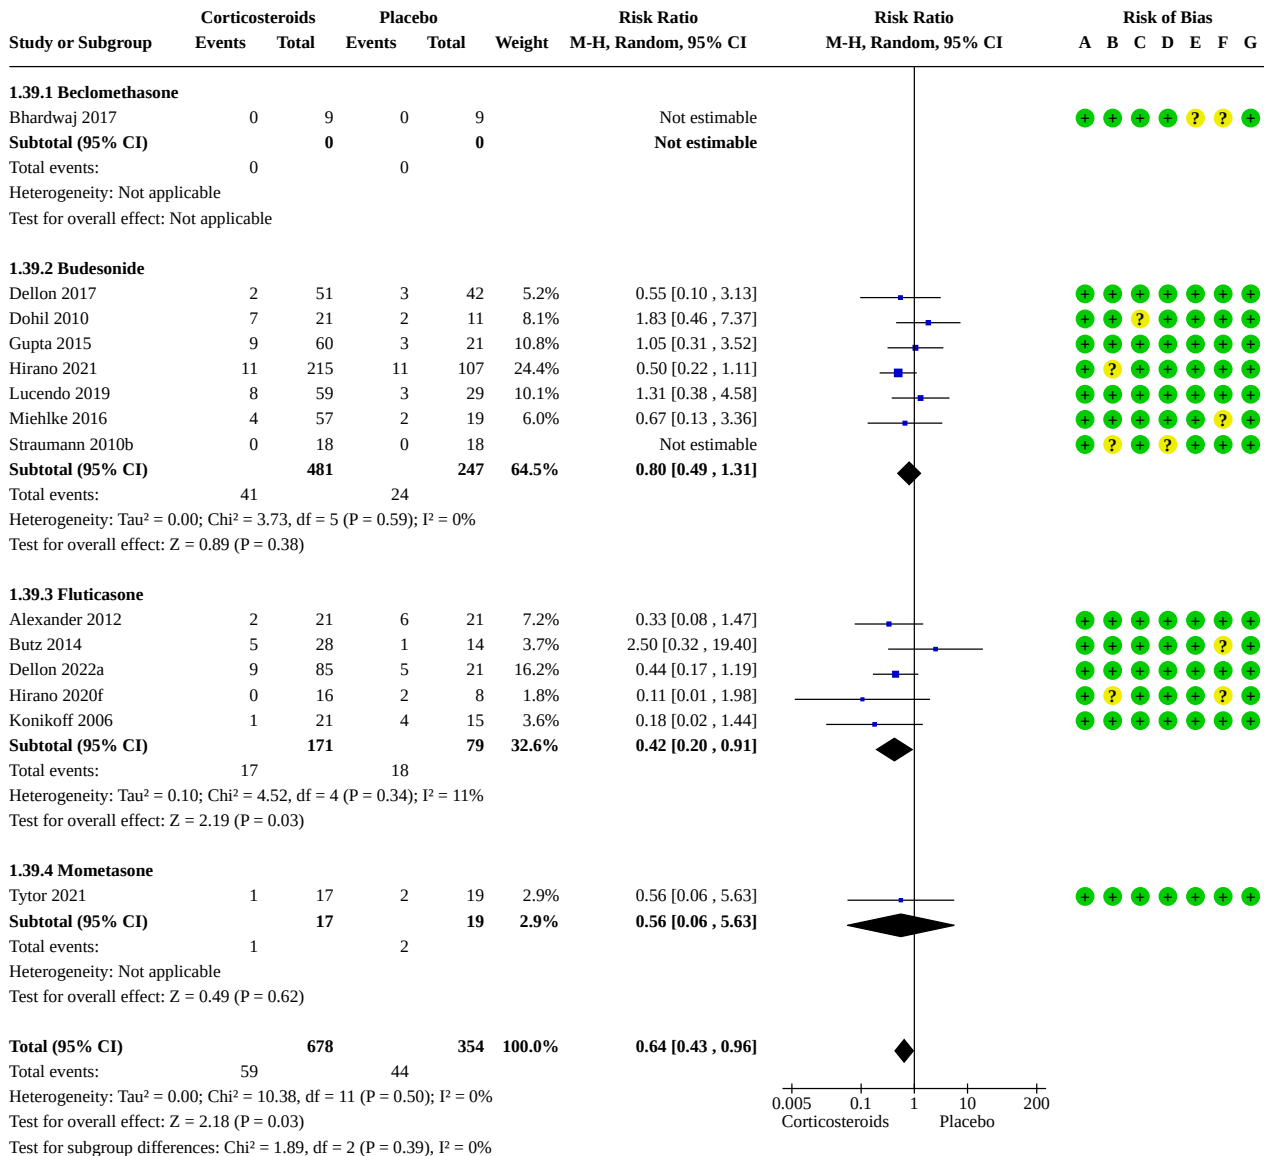 Corticosteroids Placebo Risk Ratio Risk Ratio Risk of Bias
Study or Subgroup Events Total Events Total Weight M-H, Random, 95% CI M-H, Random, 95% CI A B C D E F G
1.39.1 Beclomethasone
Bhardwaj 2017 0 9 0 9 Not estimable + + + + ? ? +
Subtotal (95% CI) 0 0 Not estimable
Total events: 0 0
Heterogeneity: Not applicable
Test for overall effect: Not applicable
1.39.2 Budesonide
Dellon 2017 2 51 3 42 5.2% 0.55 [0.10 , 3.13] + + + + + + +
Dohil 2010 7 21 2 11 8.1% 1.83 [0.46 , 7.37] + + ? + + + +
Gupta 2015 9 60 3 21 10.8% 1.05 [0.31 , 3.52] + + + + + + +
Hirano 2021 11 215 11 107 24.4% 0.50 [0.22 , 1.11] + ? + + + + +
Lucendo 2019 8 59 3 29 10.1% 1.31 [0.38 , 4.58] + + + + + + +
Miehlke 2016 4 57 2 19 6.0% 0.67 [0.13 , 3.36] + + + + + ? +
Straumann 2010b 0 18 0 18 Not estimable + ? + ? + + +
Subtotal (95% CI) 481 247 64.5% 0.80 [0.49 , 1.31]
Total events: 41 24
Heterogeneity: Tau² = 0.00; Chi² = 3.73, df = 5 (P = 0.59); I² = 0%
Test for overall effect: Z = 0.89 (P = 0.38)
1.39.3 Fluticasone
Alexander 2012 2 21 6 21 7.2% 0.33 [0.08 , 1.47] + + + + + + +
Butz 2014 5 28 1 14 3.7% 2.50 [0.32 , 19.40] + + + + + ? +
Dellon 2022a 9 85 5 21 16.2% 0.44 [0.17 , 1.19] + + + + + + +
Hirano 2020f 0 16 2 8 1.8% 0.11 [0.01 , 1.98] + ? + + + ? +
Konikoff 2006 1 21 4 15 3.6% 0.18 [0.02 , 1.44] + + + + + + +
Subtotal (95% CI) 171 79 32.6% 0.42 [0.20 , 0.91]
Total events: 17 18
Heterogeneity: Tau² = 0.10; Chi² = 4.52, df = 4 (P = 0.34); I² = 11%
Test for overall effect: Z = 2.19 (P = 0.03)
1.39.4 Mometasone
Tytor 2021 1 17 2 19 2.9% 0.56 [0.06 , 5.63] + + + + + + +
Subtotal (95% CI) 17 19 2.9% 0.56 [0.06 , 5.63]
Total events: 1 2
Heterogeneity: Not applicable
Test for overall effect: Z = 0.49 (P = 0.62)
Total (95% CI) 678 354 100.0% 0.64 [0.43 , 0.96]
Total events: 59 44
Heterogeneity: Tau² = 0.00; Chi² = 10.38, df = 11 (P = 0.50); I² = 0%
Test for overall effect: Z = 2.18 (P = 0.03)
Test for subgroup differences: Chi² = 1.89, df = 2 (P = 0.39), I² = 0%
0.005 0.1 1 10 200
Corticosteroids Placebo